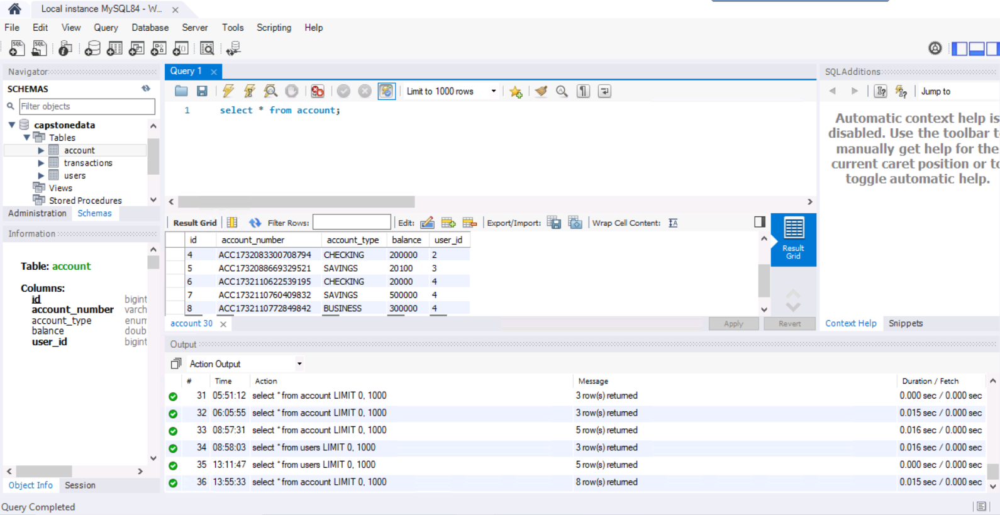 Local instance MySQL84 - W... ×
File Edit View Query Database Server Tools Scripting Help
Navigator
SCHEMAS
Filter objects
capstonedata
Tables
account
transactions
users
Views
Stored Procedures
Administration Schemas
Information
Table: account
Columns:
id bigint
account_number varch
account_type enum
balance doub
user_id bigint
Object Info Session
Query 1 ×
Limit to 1000 rows
1 select * from account;
Result Grid Filter Rows: Edit: Export/Import: Wrap Cell Content:
id account_number account_type balance user_id
4 ACC1732083300708794 CHECKING 200000 2
5 ACC1732088669329521 SAVINGS 20100 3
6 ACC1732110622539195 CHECKING 20000 4
7 ACC1732110760409832 SAVINGS 500000 4
8 ACC1732110772849842 BUSINESS 300000 4
Result
Grid
account 30 × Apply Revert
SQLAdditions
Jump to
Automatic context help is
disabled. Use the toolbar t
manually get help for the
current caret position or to
toggle automatic help.
Context Help Snippets
Output
Action Output
# Time Action Message Duration / Fetch
31 05:51:12 select * from account LIMIT 0, 1000 3 row(s) returned 0.000 sec / 0.000 sec
32 06:05:55 select * from account LIMIT 0, 1000 3 row(s) returned 0.015 sec / 0.000 sec
33 08:57:31 select * from account LIMIT 0, 1000 5 row(s) returned 0.016 sec / 0.000 sec
34 08:58:03 select * from users LIMIT 0, 1000 3 row(s) returned 0.016 sec / 0.000 sec
35 13:11:47 select * from users LIMIT 0, 1000 5 row(s) returned 0.000 sec / 0.000 sec
36 13:55:33 select * from account LIMIT 0, 1000 8 row(s) returned 0.015 sec / 0.000 sec
Query Completed